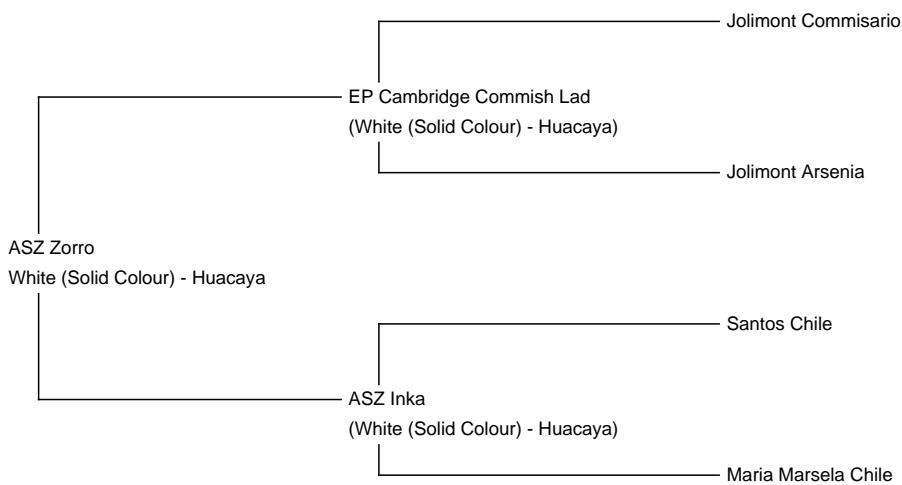 Jolimont Commisario
EP Cambridge Commish Lad
(White (Solid Colour) - Huacaya)
Jolimont Arsenia
ASZ Zorro
White (Solid Colour) - Huacaya
Santos Chile
ASZ Inka
(White (Solid Colour) - Huacaya)
Maria Marsela Chile